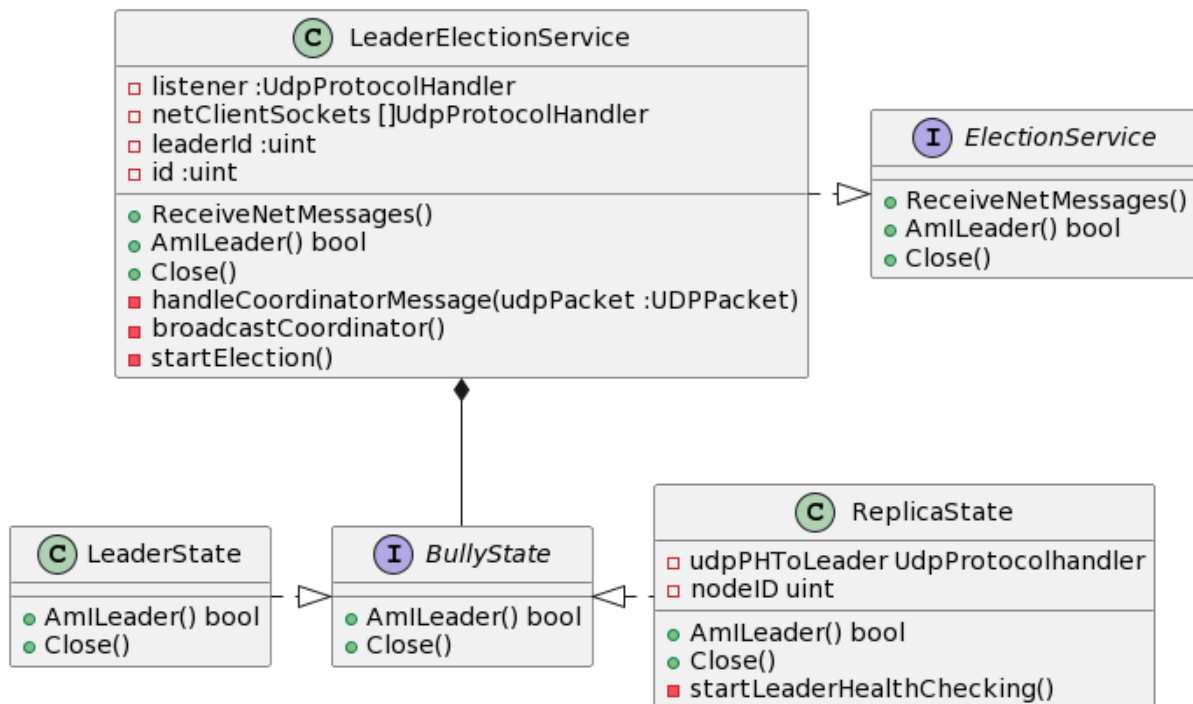 C LeaderElectionService
listener :UdpProtocolHandler
netClientSockets []UdpProtocolHandler
leaderId :uint
id :uint
ReceiveNetMessages()
AmILeader() bool
Close()
handleCoordinatorMessage(udpPacket :UDPPacket)
broadcastCoordinator()
startElection()
I ElectionService
ReceiveNetMessages()
AmILeader() bool
Close()
C LeaderState
AmILeader() bool
Close()
I BullyState
AmILeader() bool
Close()
C ReplicaState
udpPHToLeader UdpProtocolhandler
nodeID uint
AmILeader() bool
Close()
startLeaderHealthChecking()